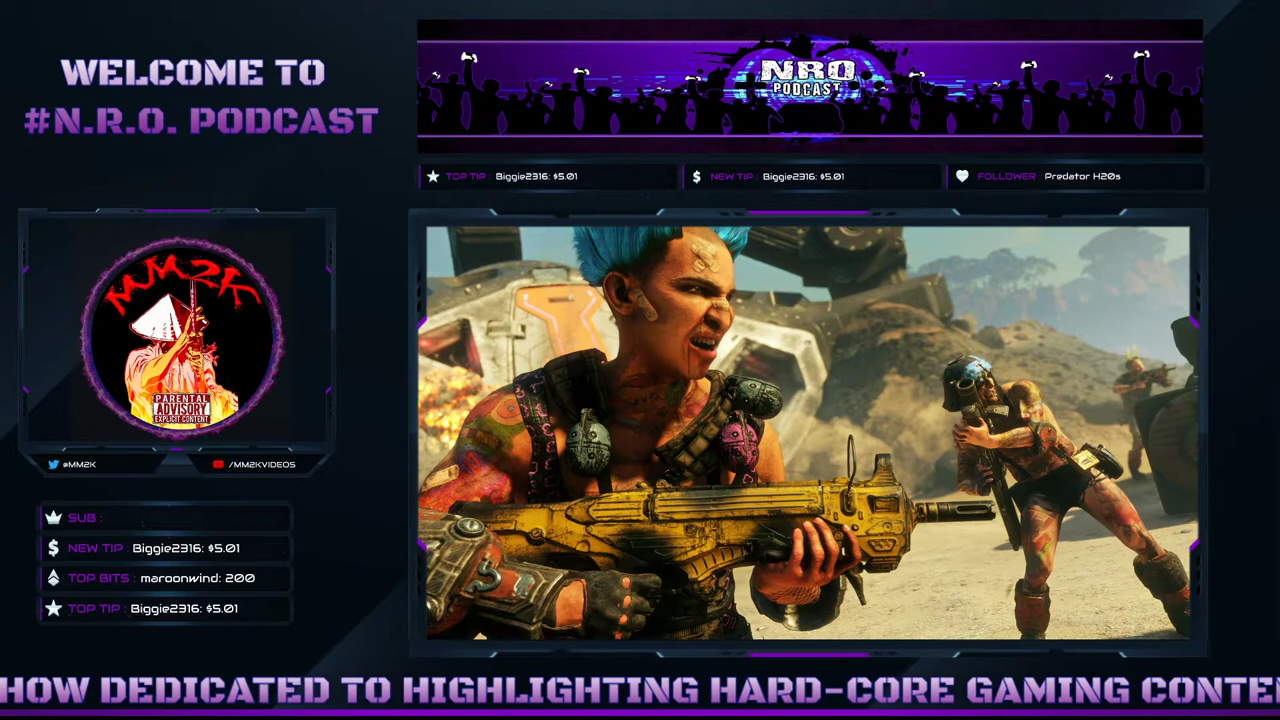 WELCOME TO
#N.R.O. PODCAST
NRO
PODCAST
TOP TIP : Biggie2316: $5.01
NEW TIP : Biggie2316: $5.01
FOLLOWER Predator H20s
MM2K
PARENTAL
ADVISORY
EXPLICIT CONTENT
@MM2K
/MM2KVIDEOS
SUB :
NEW TIP : Biggie2316: $5.01
TOP BITS : maroonwind: 200
TOP TIP : Biggie2316: $5.01
HOW DEDICATED TO HIGHLIGHTING HARD-CORE GAMING CONTE